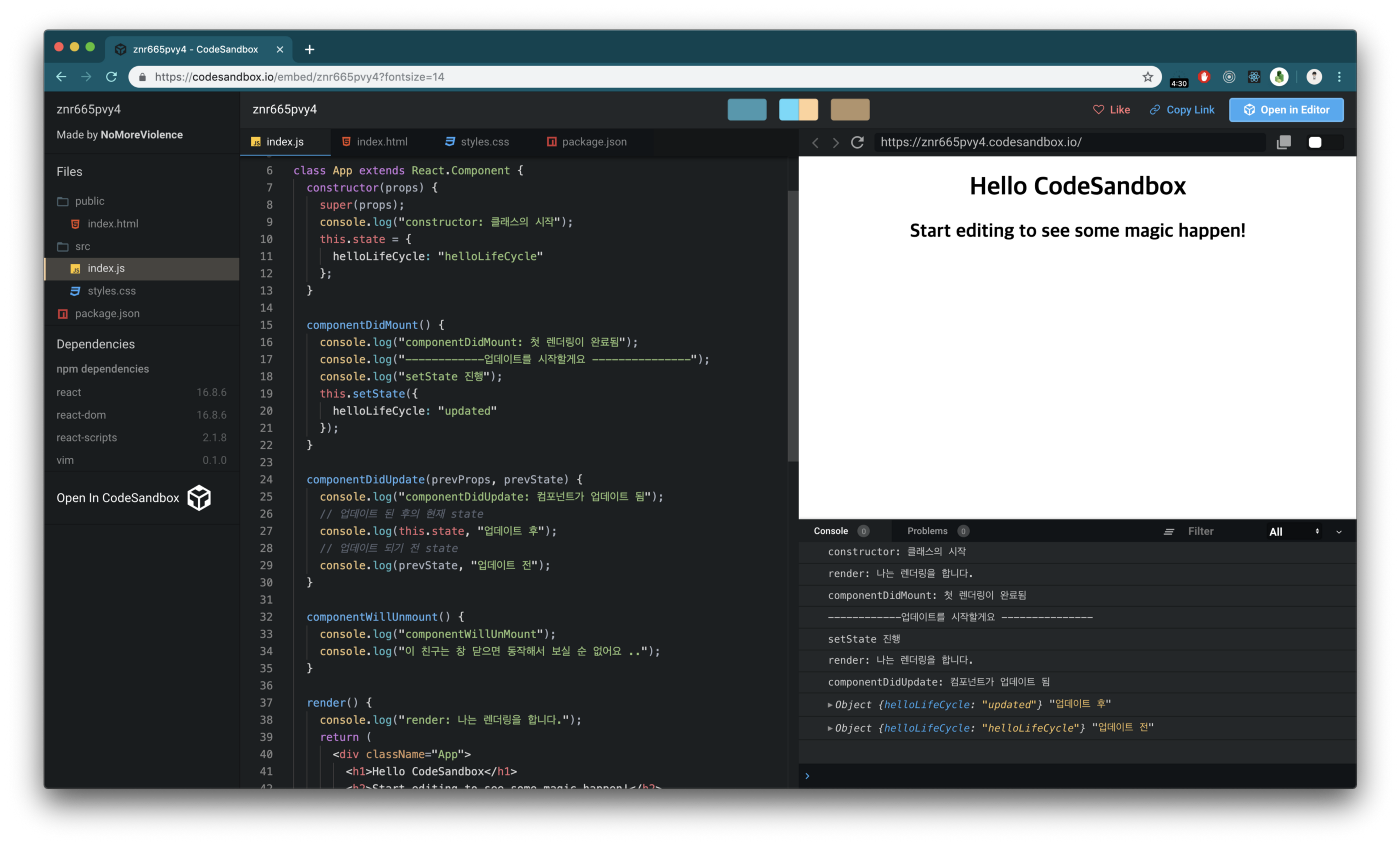 znr665pvy4 - CodeSandbox
https://codesandbox.io/embed/znr665pvy4?fontsize=14
4:30
znr665pvy4
Made by NoMoreViolence
Files
public
index.html
src
index.js
styles.css
package.json
Dependencies
npm dependencies
react 16.8.6
react-dom 16.8.6
react-scripts 2.1.8
vim 0.1.0
Open In CodeSandbox
znr665pvy4
Like
Copy Link
Open in Editor
index.js
index.html
styles.css
package.json
6 class App extends React.Component {
7 constructor(props) {
8 super(props);
9 console.log("constructor: 클래스의 시작");
10 this.state = {
11 helloLifeCycle: "helloLifeCycle"
12 };
13 }
14
15 componentDidMount() {
16 console.log("componentDidMount: 첫 렌더링이 완료됨");
17 console.log("------------업데이트를 시작할게요 ---------------");
18 console.log("setState 진행");
19 this.setState({
20 helloLifeCycle: "updated"
21 });
22 }
23
24 componentDidUpdate(prevProps, prevState) {
25 console.log("componentDidUpdate: 컴포넌트가 업데이트 됨");
26 // 업데이트 된 후의 현재 state
27 console.log(this.state, "업데이트 후");
28 // 업데이트 되기 전 state
29 console.log(prevState, "업데이트 전");
30 }
31
32 componentWillUnmount() {
33 console.log("componentWillUnMount");
34 console.log("이 친구는 창 닫으면 동작해서 보실 순 없어요 ..");
35 }
36
37 render() {
38 console.log("render: 나는 렌더링을 합니다.");
39 return (
40 <div className="App">
41 <h1>Hello CodeSandbox</h1>
42 <h2>Start editing to see some magic happen!</h2>
https://znr665pvy4.codesandbox.io/
Hello CodeSandbox
Start editing to see some magic happen!
Console 0
Problems 0
Filter
All
constructor: 클래스의 시작
render: 나는 렌더링을 합니다.
componentDidMount: 첫 렌더링이 완료됨
------------업데이트를 시작할게요 ---------------
setState 진행
render: 나는 렌더링을 합니다.
componentDidUpdate: 컴포넌트가 업데이트 됨
Object {helloLifeCycle: "updated"} "업데이트 후"
Object {helloLifeCycle: "helloLifeCycle"} "업데이트 전"